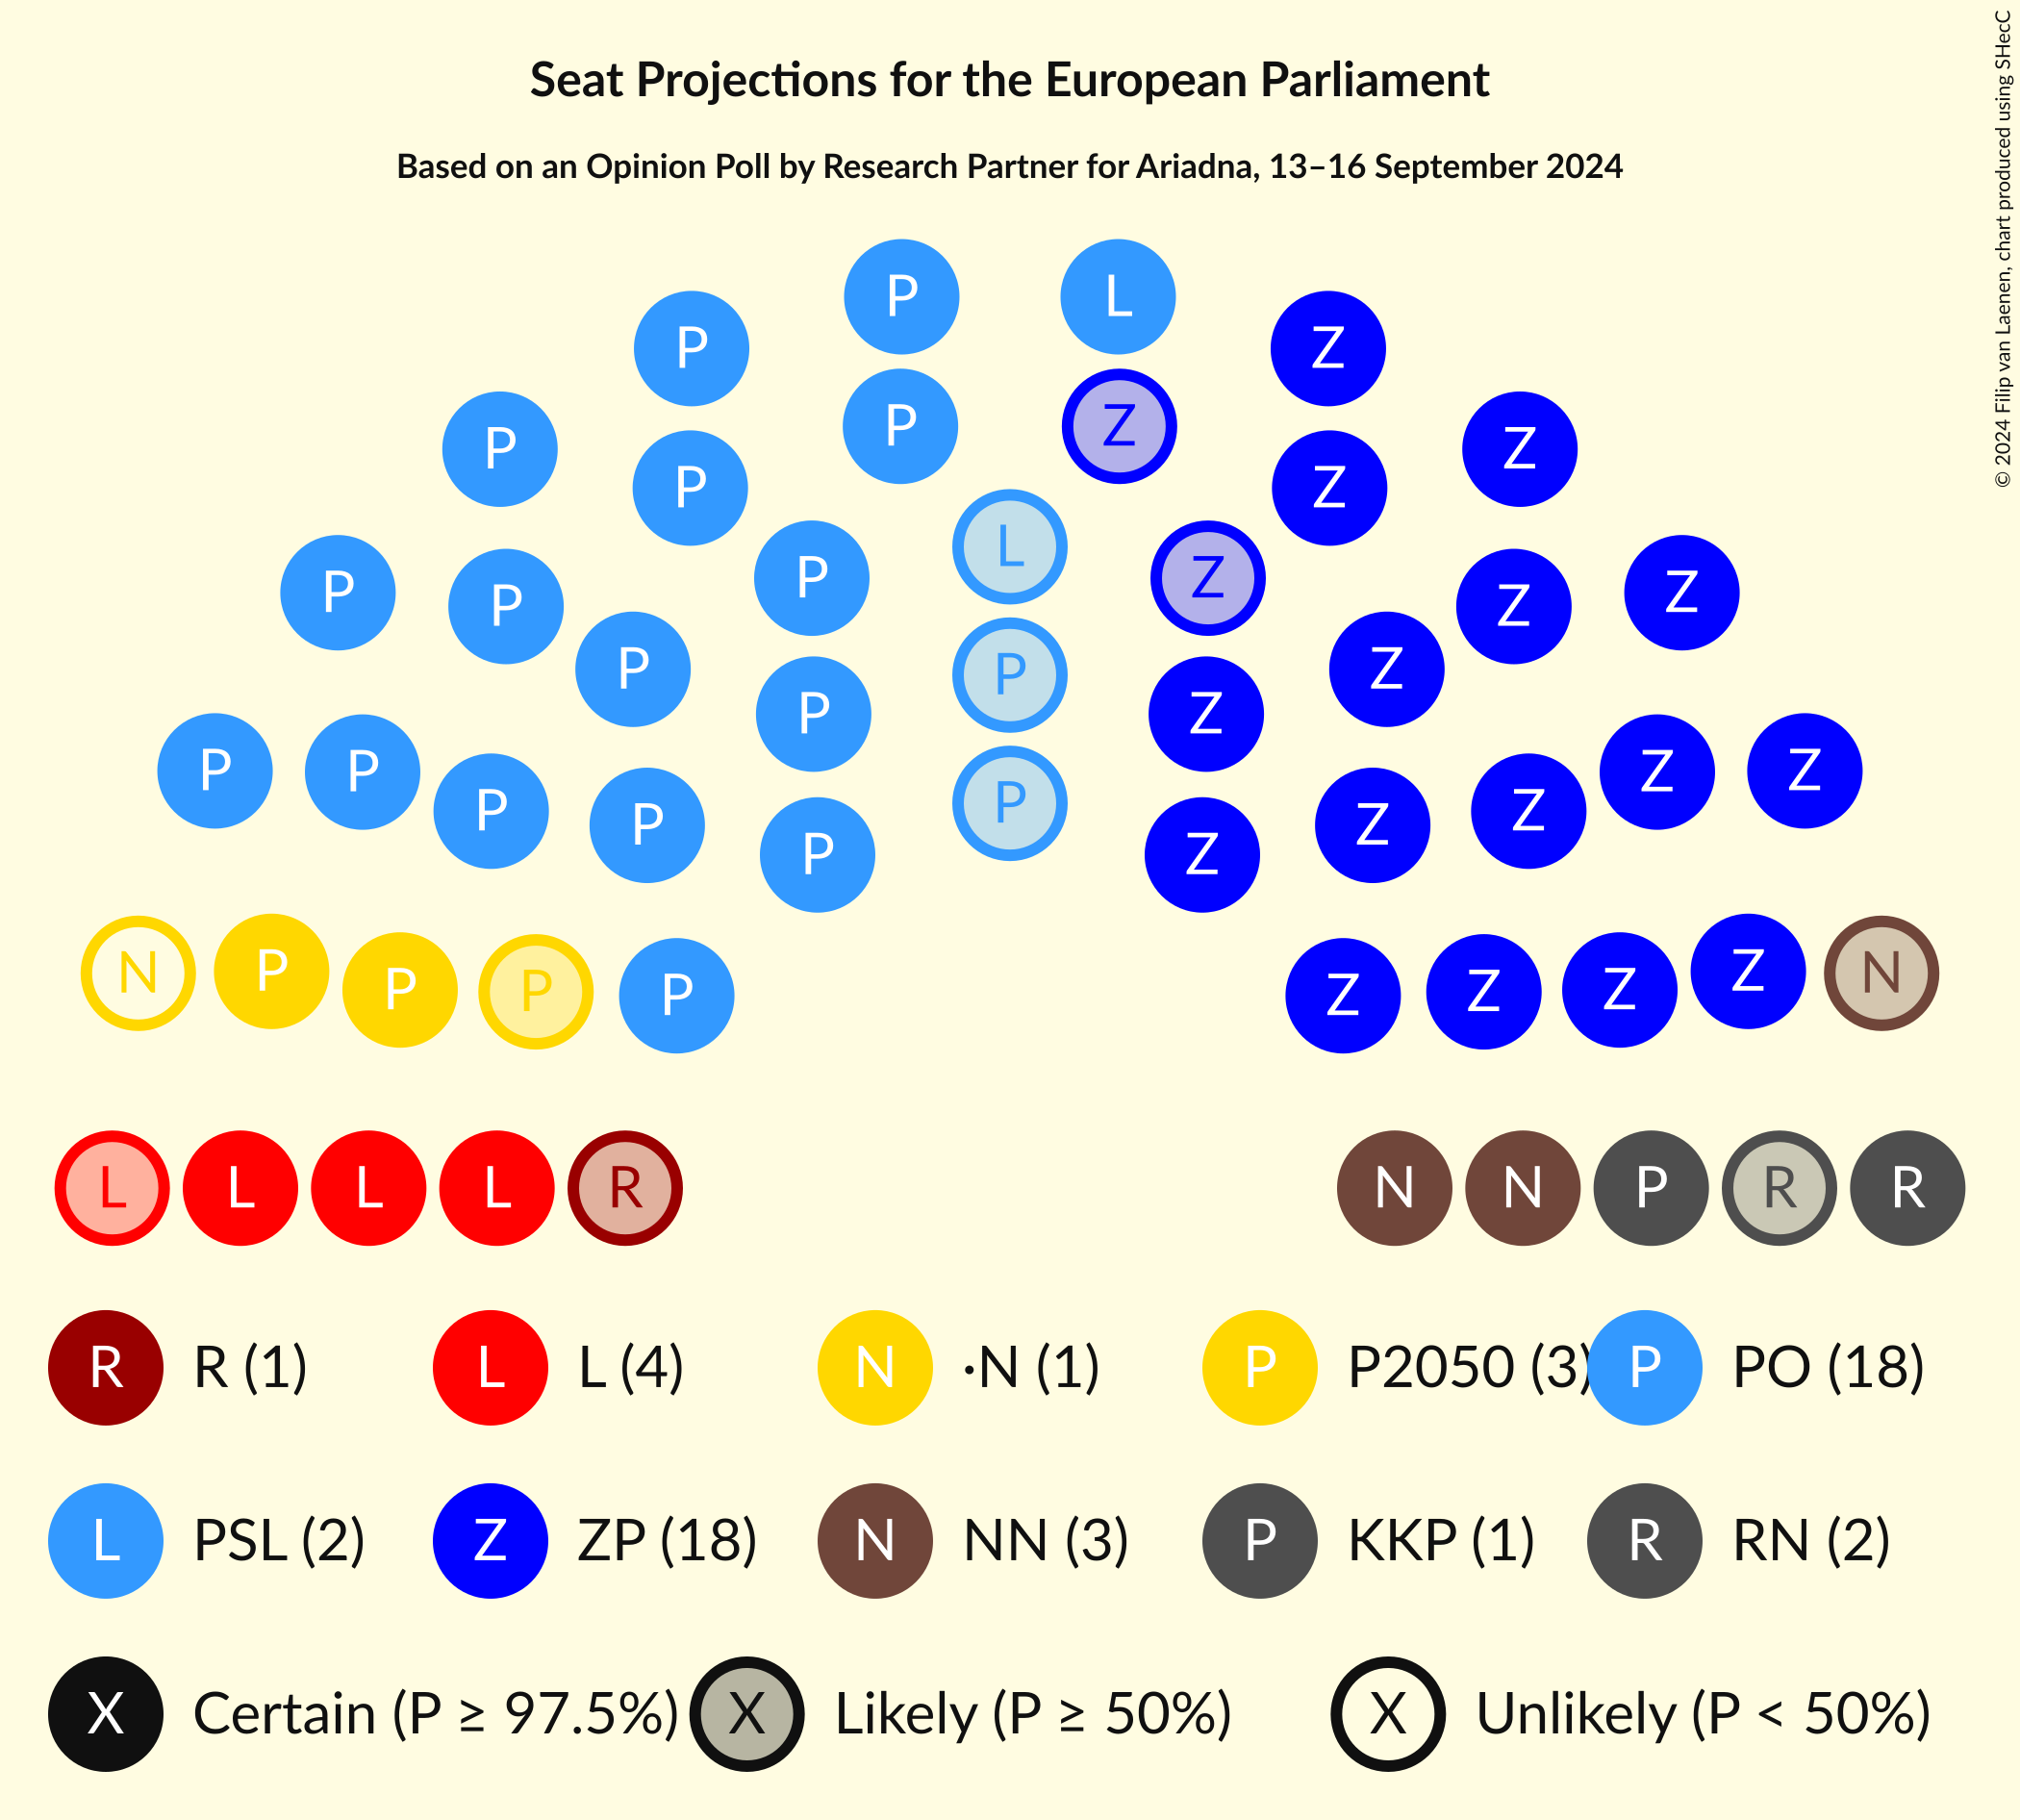 Seat Projections for the European Parliament
Based on an Opinion Poll by Research Partner for Ariadna, 13–16 September 2024
© 2024 Filip van Laenen, chart produced using SHecC
P L
P Z
P Z
P P Z Z
L
P Z
P Z
P Z
P P Z Z
P Z
P
P Z
P P Z Z
P
P Z
P Z
P Z
N P P P P Z Z Z Z N
L L L L R N N P R R
R R (1) L L (4) N ·N (1) P P2050 (3) P PO (18)
L PSL (2) Z ZP (18) N NN (3) P KKP (1) R RN (2)
X Certain (P ≥ 97.5%) X Likely (P ≥ 50%) X Unlikely (P < 50%)